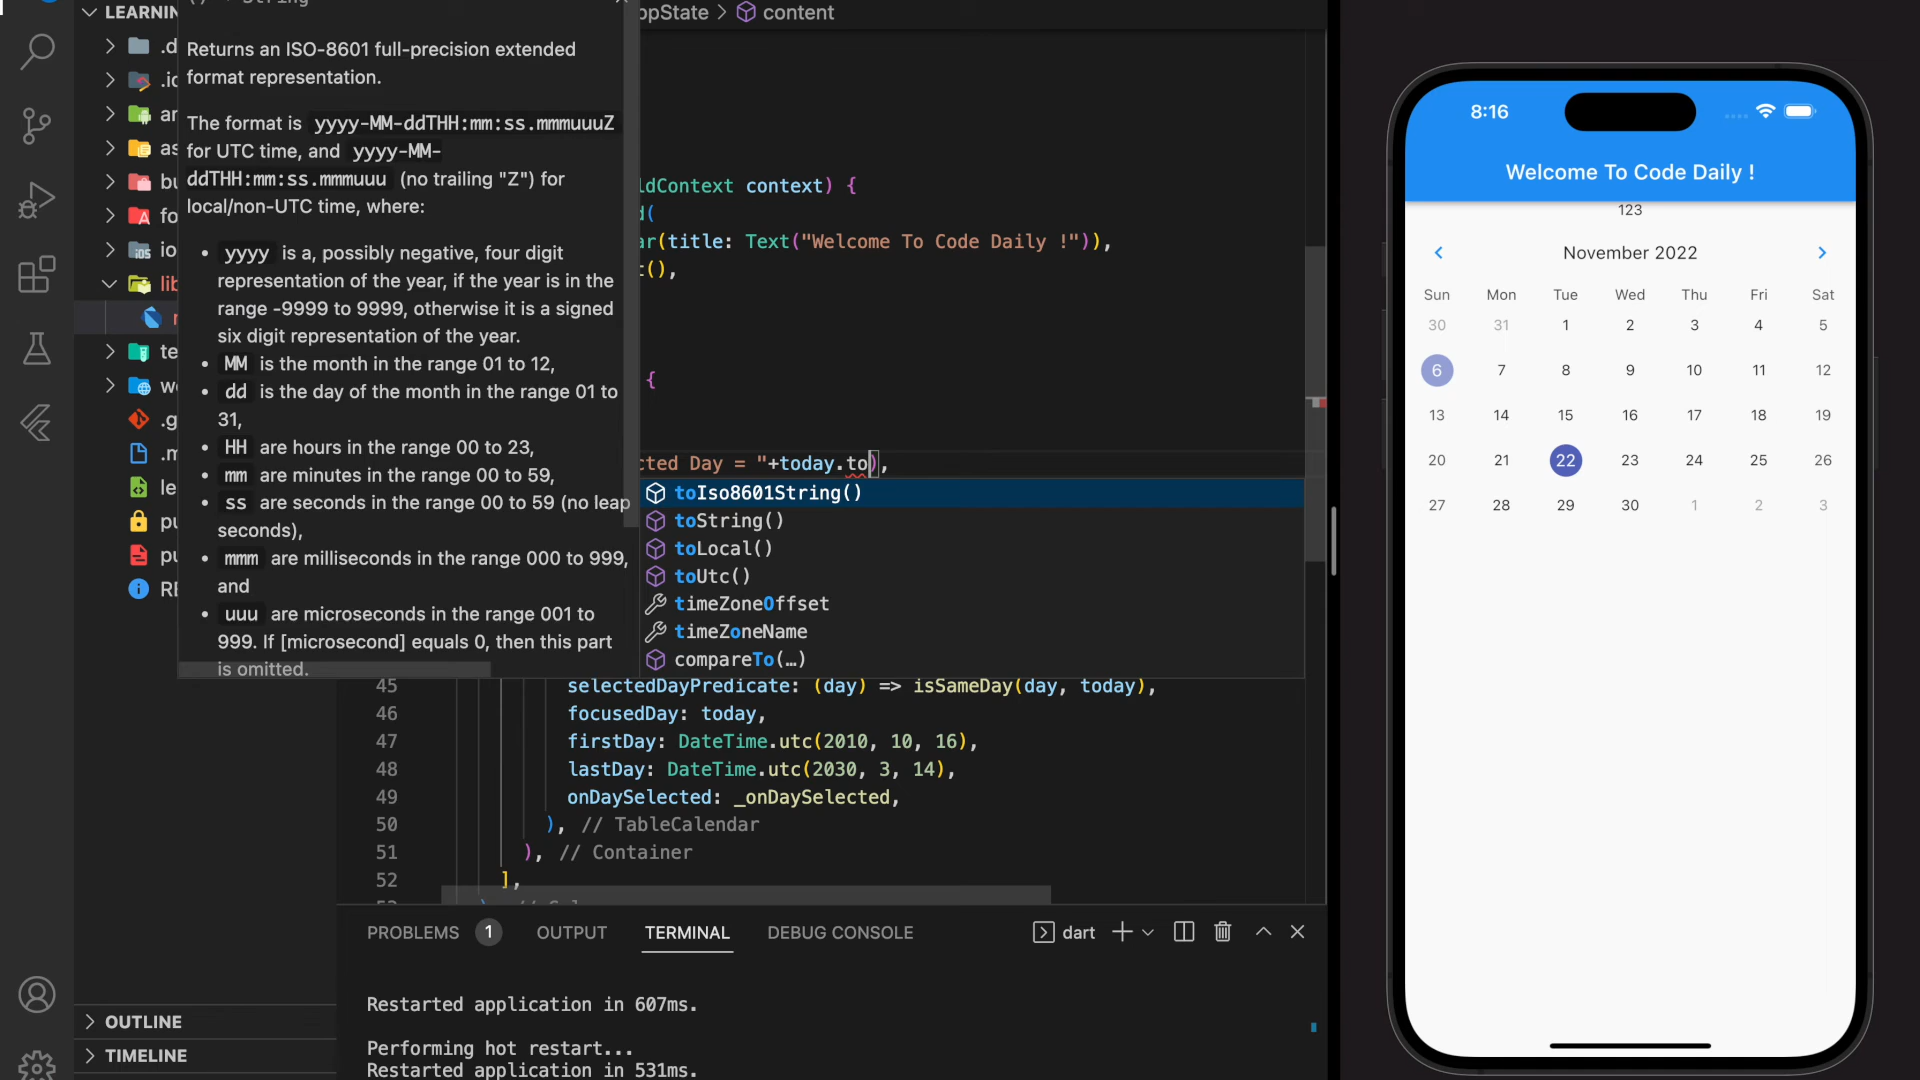 LEARNIN
.d
.id
ar
as
bu
fo
io
lib
te
we
.g
.m
le
pu
pu
RE
OUTLINE
TIMELINE
Returns an ISO-8601 full-precision extended
format representation.
The format is yyyy-MM-ddTHH:mm:ss.mmmuuuZ
for UTC time, and yyyy-MM-
ddTHH:mm:ss.mmmuuu (no trailing "Z") for
local/non-UTC time, where:
• yyyy is a, possibly negative, four digit
representation of the year, if the year is in the
range -9999 to 9999, otherwise it is a signed
six digit representation of the year.
• MM is the month in the range 01 to 12,
• dd is the day of the month in the range 01 to
31,
• HH are hours in the range 00 to 23,
• mm are minutes in the range 00 to 59,
• ss are seconds in the range 00 to 59 (no leap
seconds),
• mmm are milliseconds in the range 000 to 999,
and
• uuu are microseconds in the range 001 to
999. If [microsecond] equals 0, then this part
is omitted.
ppState > content
ldContext context) {
d(
ar(title: Text("Welcome To Code Daily !")),
t(),
{
cted Day = "+today.to),
toIso8601String()
toString()
toLocal()
toUtc()
timeZoneOffset
timeZoneName
compareTo(…)
45 selectedDayPredicate: (day) => isSameDay(day, today),
46 focusedDay: today,
47 firstDay: DateTime.utc(2010, 10, 16),
48 lastDay: DateTime.utc(2030, 3, 14),
49 onDaySelected: _onDaySelected,
50 ), // TableCalendar
51 ), // Container
52 ],
PROBLEMS 1 OUTPUT TERMINAL DEBUG CONSOLE dart
Restarted application in 607ms.
Performing hot restart...
Restarted application in 531ms.
8:16
Welcome To Code Daily !
123
November 2022
Sun Mon Tue Wed Thu Fri Sat
30 31 1 2 3 4 5
6 7 8 9 10 11 12
13 14 15 16 17 18 19
20 21 22 23 24 25 26
27 28 29 30 1 2 3